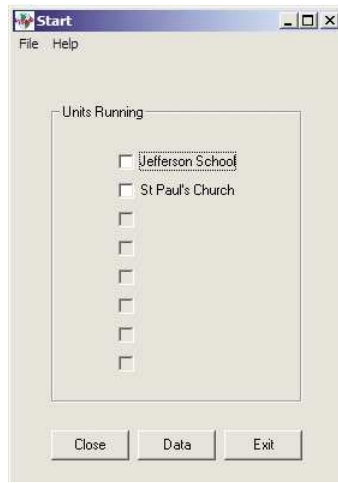 Start
File Help
Units Running
Jefferson School
St Paul's Church
Close Data Exit